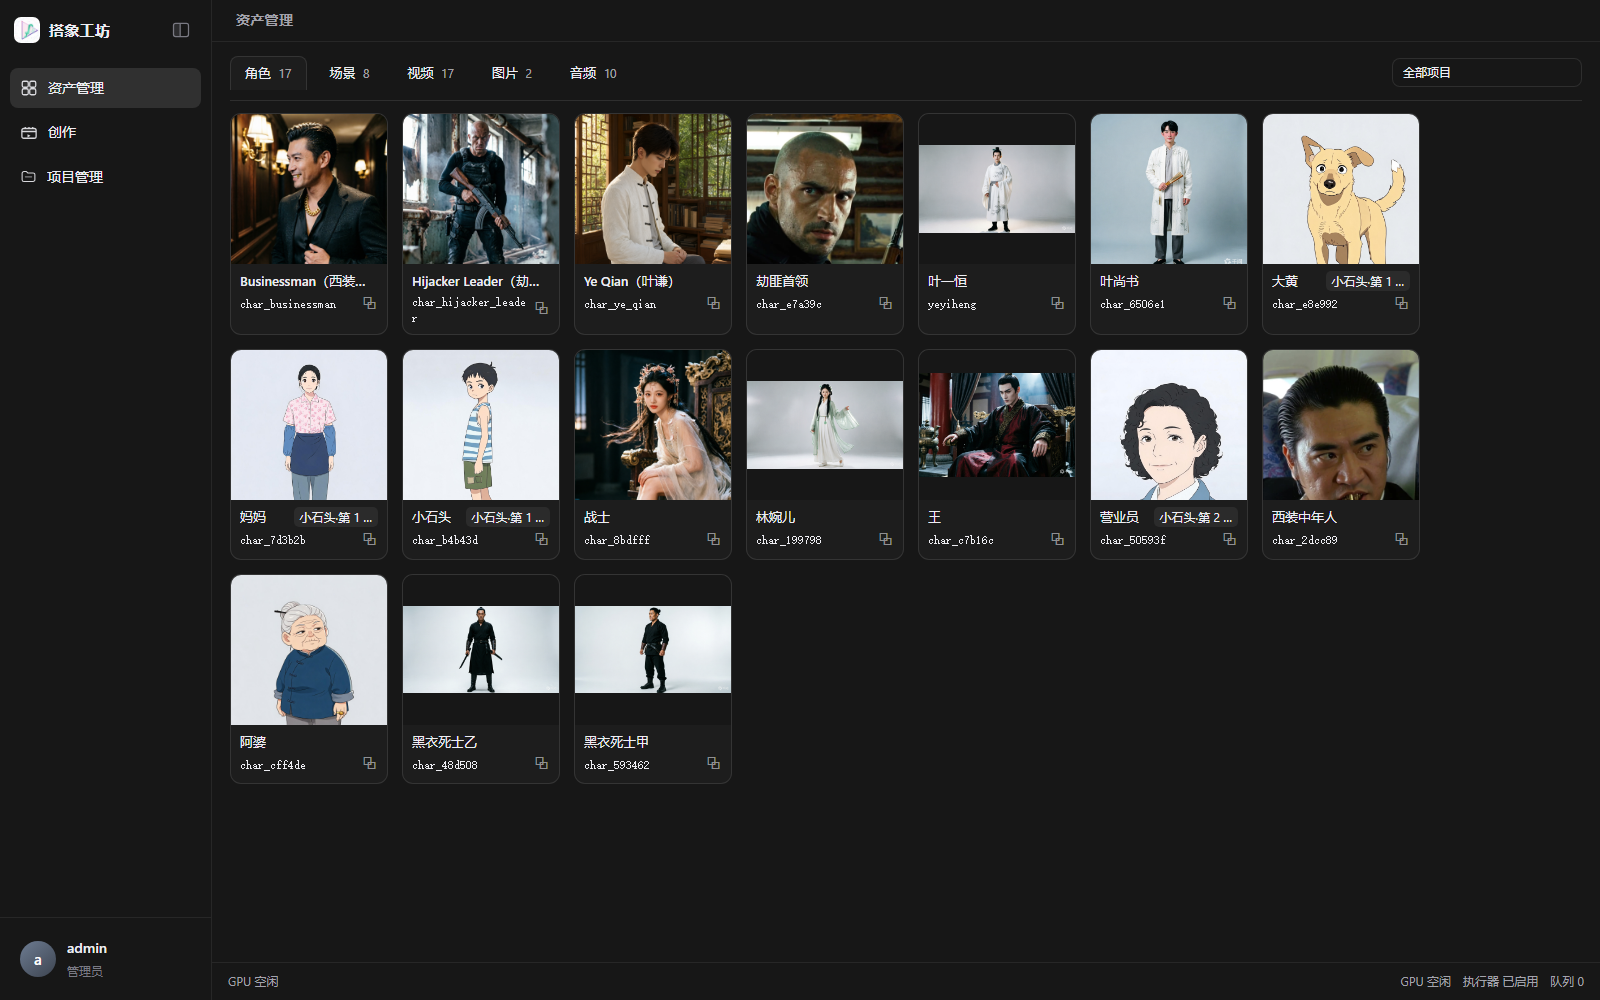 搭象工坊
资产管理
创作
项目管理
admin
管理员
a
资产管理
角色 17
场景 8
视频 17
图片 2
音频 10
全部项目
Businessman（西装...
char_businessman
Hijacker Leader（劫...
char_hijacker_leade
r
Ye Qian（叶谦）
char_ye_qian
劫匪首领
char_e7a39c
叶一恒
yeyiheng
叶尚书
char_6506e1
大黄 小石头·第 1 ...
char_e8e992
妈妈 小石头·第 1 ...
char_7d3b2b
小石头 小石头·第 1 ...
char_b4b43d
战士
char_8bdfff
林婉儿
char_199798
王
char_c7b16c
营业员 小石头·第 2 ...
char_50593f
西装中年人
char_2dcc89
阿婆
char_cff4de
黑衣死士乙
char_48d508
黑衣死士甲
char_593462
GPU 空闲
GPU 空闲 执行器 已启用 队列 0